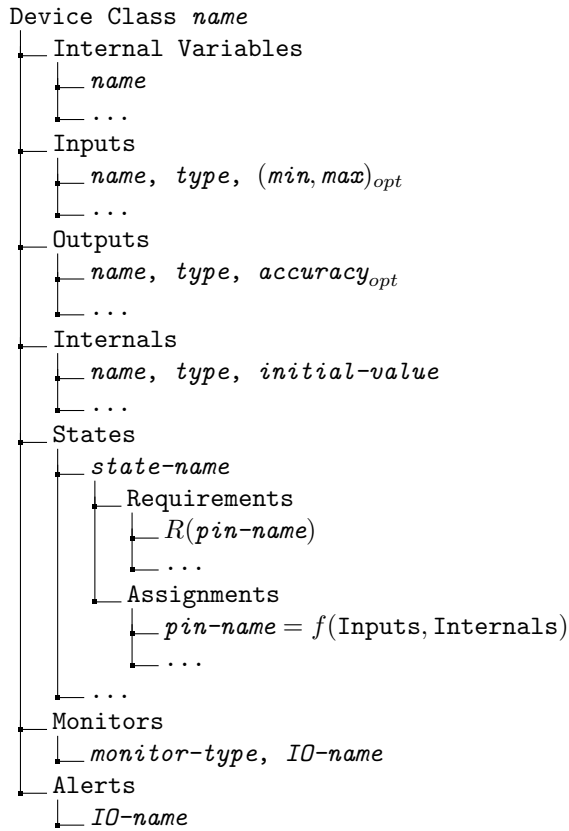 Device Class name
Internal Variables
name
...
Inputs
name, type, (min, max)opt
...
Outputs
name, type, accuracyopt
...
Internals
name, type, initial-value
...
States
state-name
Requirements
R(pin-name)
...
Assignments
pin-name = f(Inputs, Internals)
...
...
Monitors
monitor-type, IO-name
Alerts
IO-name